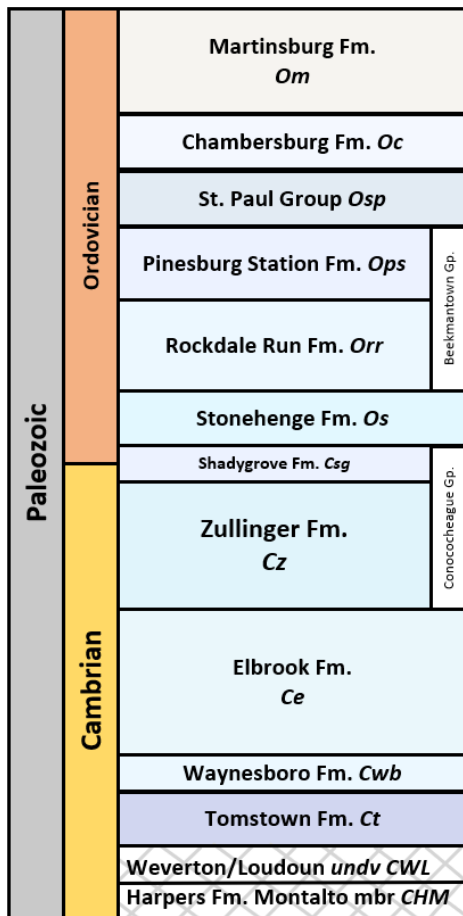 Paleozoic
Ordovician
Cambrian
Martinsburg Fm.
Om
Chambersburg Fm. Oc
St. Paul Group Osp
Pinesburg Station Fm. Ops
Rockdale Run Fm. Orr
Beekmantown Gp.
Stonehenge Fm. Os
Shadygrove Fm. Csg
Zullinger Fm.
Cz
Conococheague Gp.
Elbrook Fm.
Ce
Waynesboro Fm. Cwb
Tomstown Fm. Ct
Weverton/Loudoun undv CWL
Harpers Fm. Montalto mbr CHM